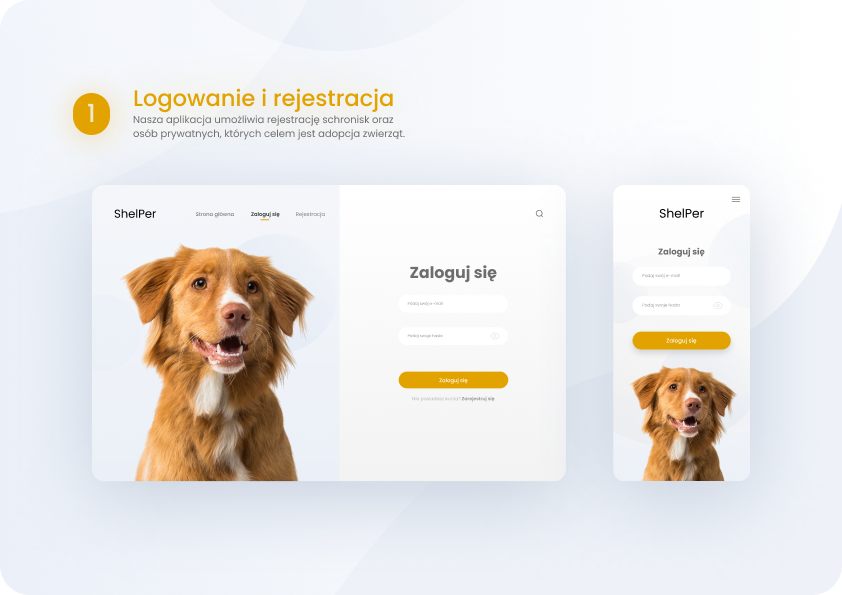 1
Logowanie i rejestracja
Nasza aplikacja umożliwia rejestrację schronisk oraz
osób prywatnych, których celem jest adopcja zwierząt.
ShelPer
Strona główna
Zaloguj się
Rejestracja
Zaloguj się
Podaj swój e-mail
Podaj swoje hasło
Zaloguj się
Nie posiadasz konta? Zarejestruj się
ShelPer
Zaloguj się
Podaj swój e-mail
Podaj swoje hasło
Zaloguj się